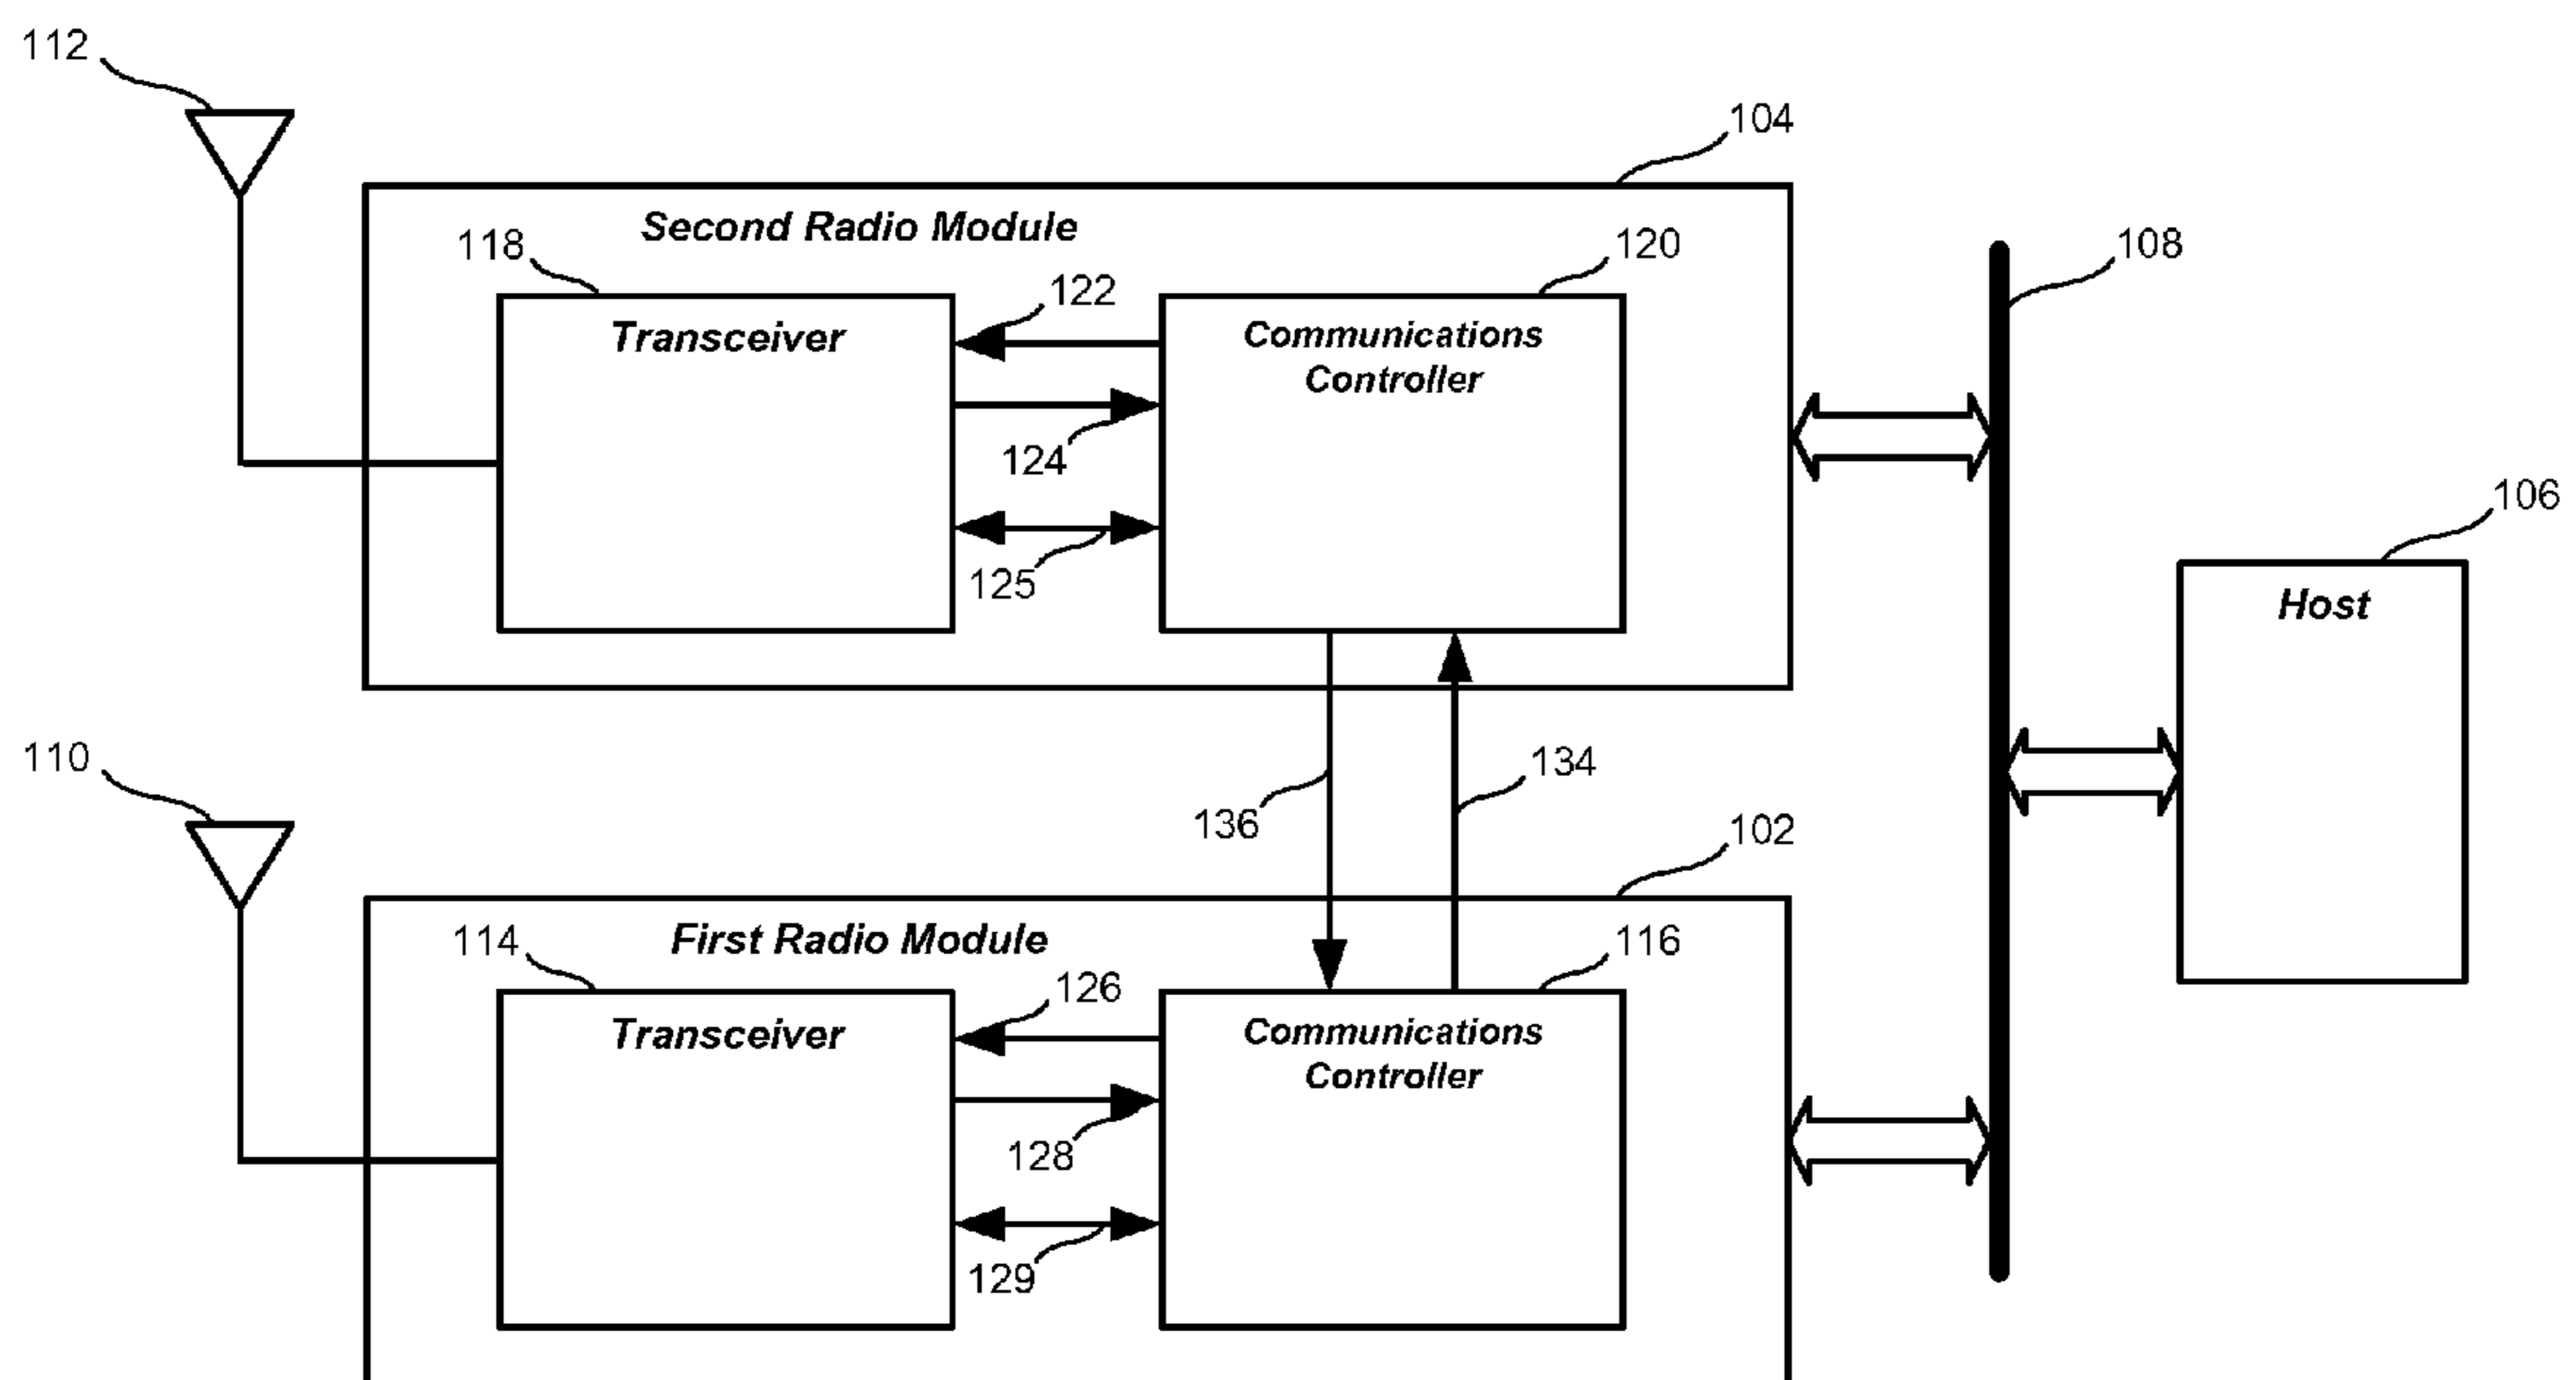 112
104
Second Radio Module
118
120
108
122
Transceiver
Communications
Controller
124
106
125
Host
110
134
136
102
First Radio Module
114
116
126
Transceiver
Communications
Controller
128
129